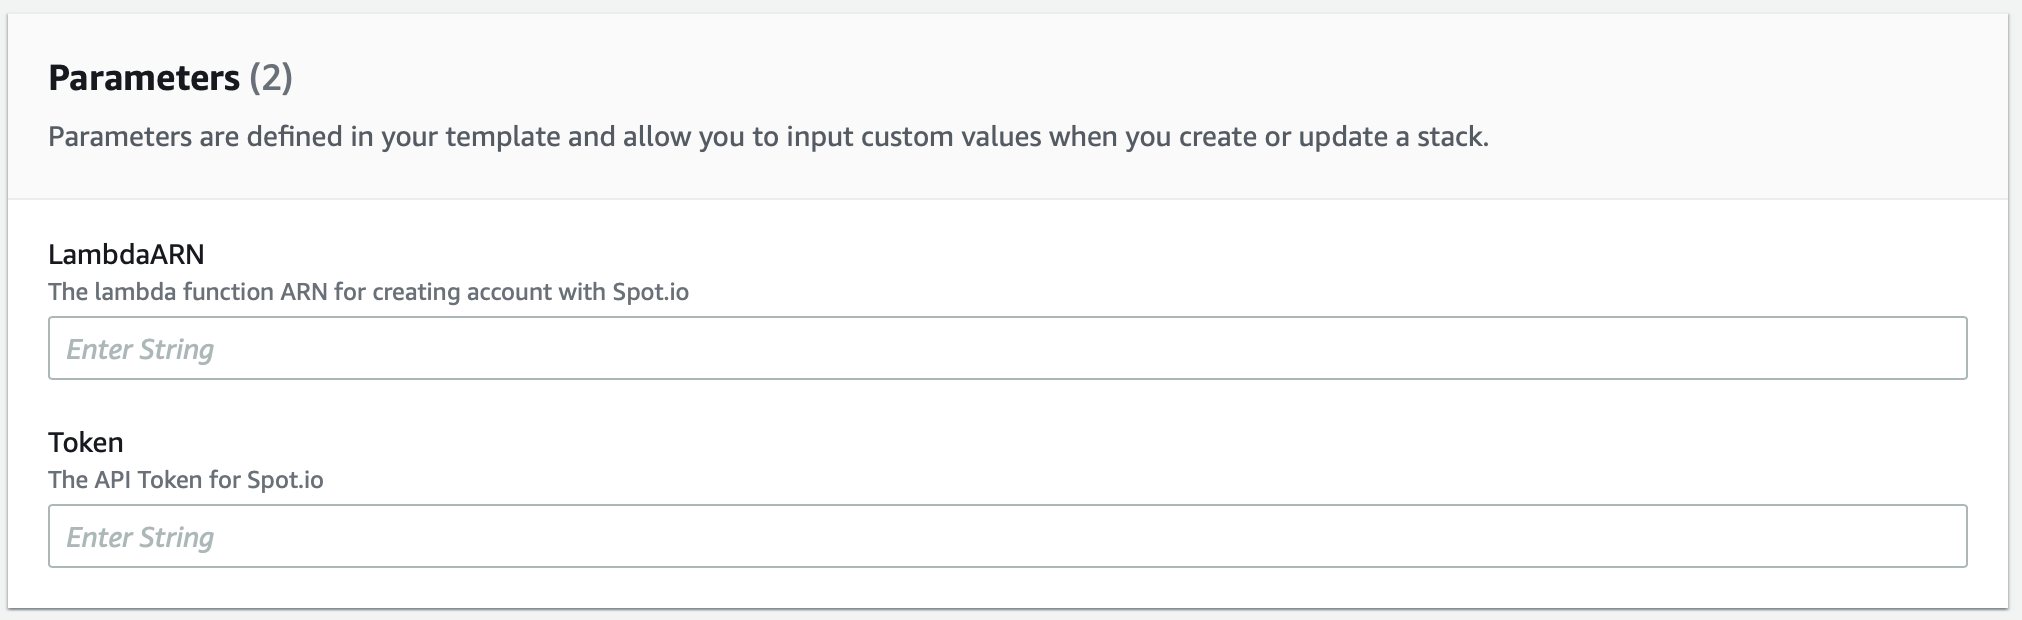 Parameters (2)
Parameters are defined in your template and allow you to input custom values when you create or update a stack.
LambdaARN
The lambda function ARN for creating account with Spot.io
Enter String
Token
The API Token for Spot.io
Enter String